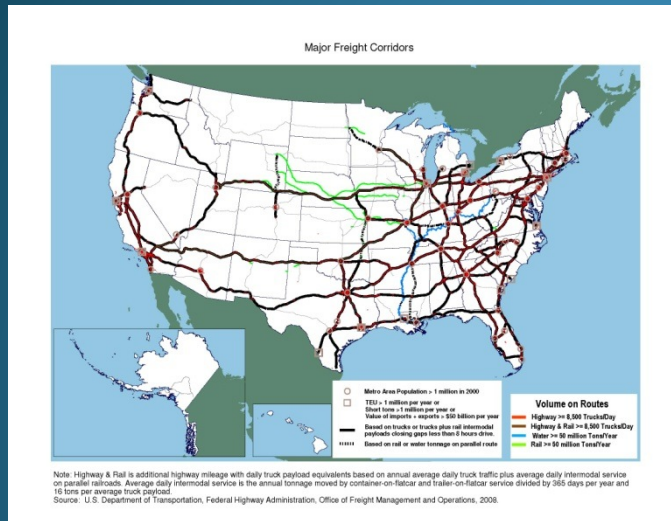 Major Freight Corridors
Metro Area Population > 1 million in 2000
TEU > 1 million per year or
Short tons >1 million per year or
Value of imports + exports > $50 billion per year
Based on trucks or trucks plus rail intermodal
payloads closing gaps less than 8 hours drive.
Based on rail or water tonnage on parallel route
Volume on Routes
Highway >= 8,500 Trucks/Day
Highway & Rail >= 8,500 Trucks/Day
Water >= 50 million Tons/Year
Rail >= 50 million Tons/Year
Note: Highway & Rail is additional highway mileage with daily truck payload equivalents based on annual average daily truck traffic plus average daily intermodal service
on parallel railroads. Average daily intermodal service is the annual tonnage moved by container-on-flatcar and trailer-on-flatcar service divided by 365 days per year and
16 tons per average truck payload.
Source: U.S. Department of Transportation, Federal Highway Administration, Office of Freight Management and Operations, 2008.